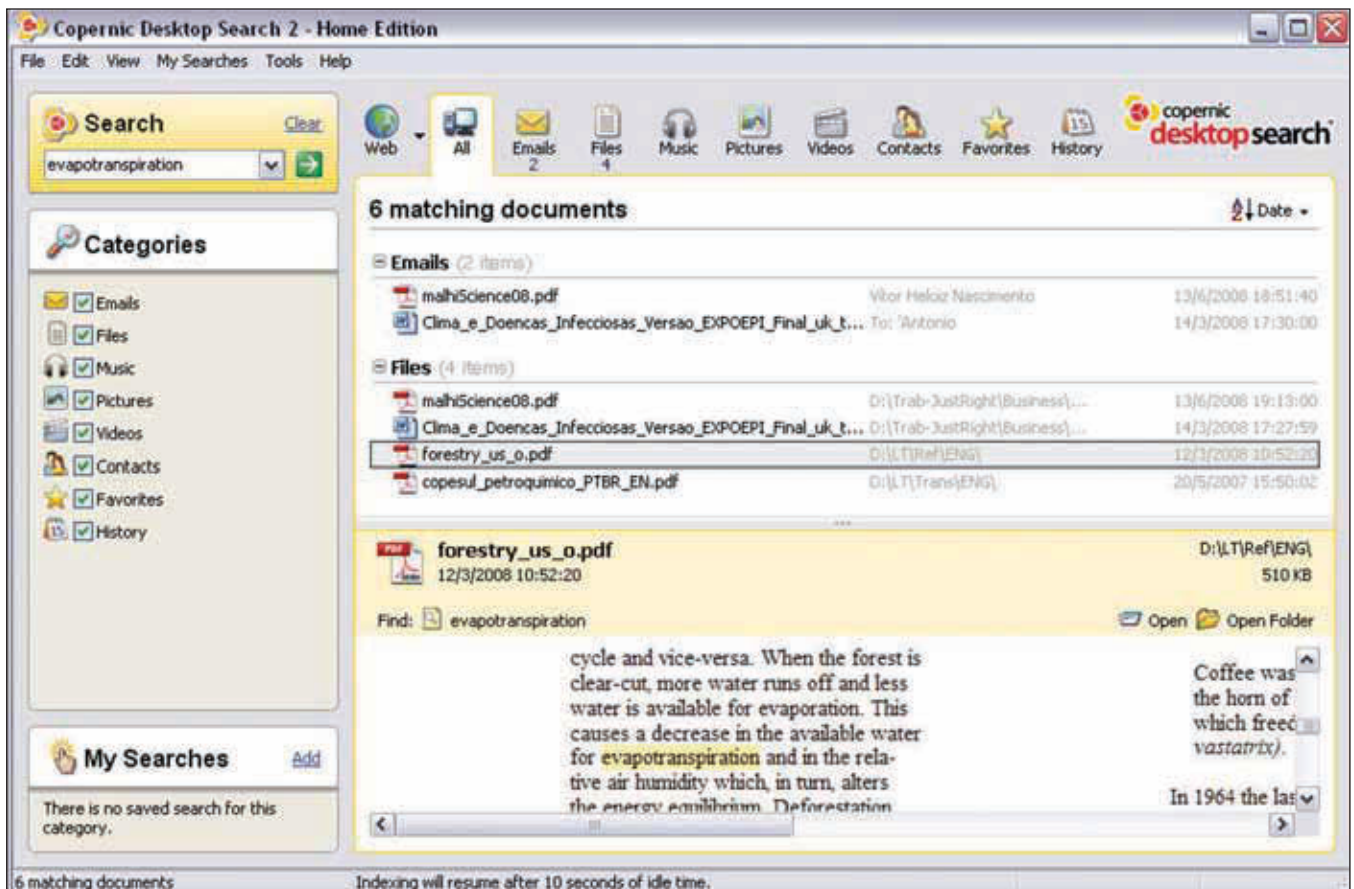 Copernic Desktop Search 2 - Home Edition
File Edit View My Searches Tools Help
Search Clear
evapotranspiration
Categories
Emails
Files
Music
Pictures
Videos
Contacts
Favorites
History
My Searches Add
There is no saved search for this
category.
Web All Emails Files Music Pictures Videos Contacts Favorites History
2 4
copernic
desktop search
6 matching documents Date
Emails (2 items)
malhiScience08.pdf Vitor Heloiz Nascimento 13/6/2008 18:51:40
Clima_e_Doencas_Infecciosas_Versao_EXPOEPI_Final_uk_t... To: 'Antonio 14/3/2008 17:30:00
Files (4 items)
malhiScience08.pdf D:\Trab-JustRight\Business\... 13/6/2008 19:13:00
Clima_e_Doencas_Infecciosas_Versao_EXPOEPI_Final_uk_t... D:\Trab-JustRight\Business\... 14/3/2008 17:27:59
forestry_us_o.pdf D:\LT\Ref\ENG\ 12/3/2008 10:52:20
copesul_petroquimico_PTBR_EN.pdf D:\LT\Trans\ENG\ 20/5/2007 15:50:02
PDF forestry_us_o.pdf D:\LT\Ref\ENG\
12/3/2008 10:52:20 510 KB
Find: evapotranspiration Open Open Folder
cycle and vice-versa. When the forest is
clear-cut, more water runs off and less
water is available for evaporation. This
causes a decrease in the available water
for evapotranspiration and in the rela-
tive air humidity which, in turn, alters
the energy equilibrium. Deforestation
Coffee was
the horn of
which freed
vastatrix).
In 1964 the las
6 matching documents Indexing will resume after 10 seconds of idle time.